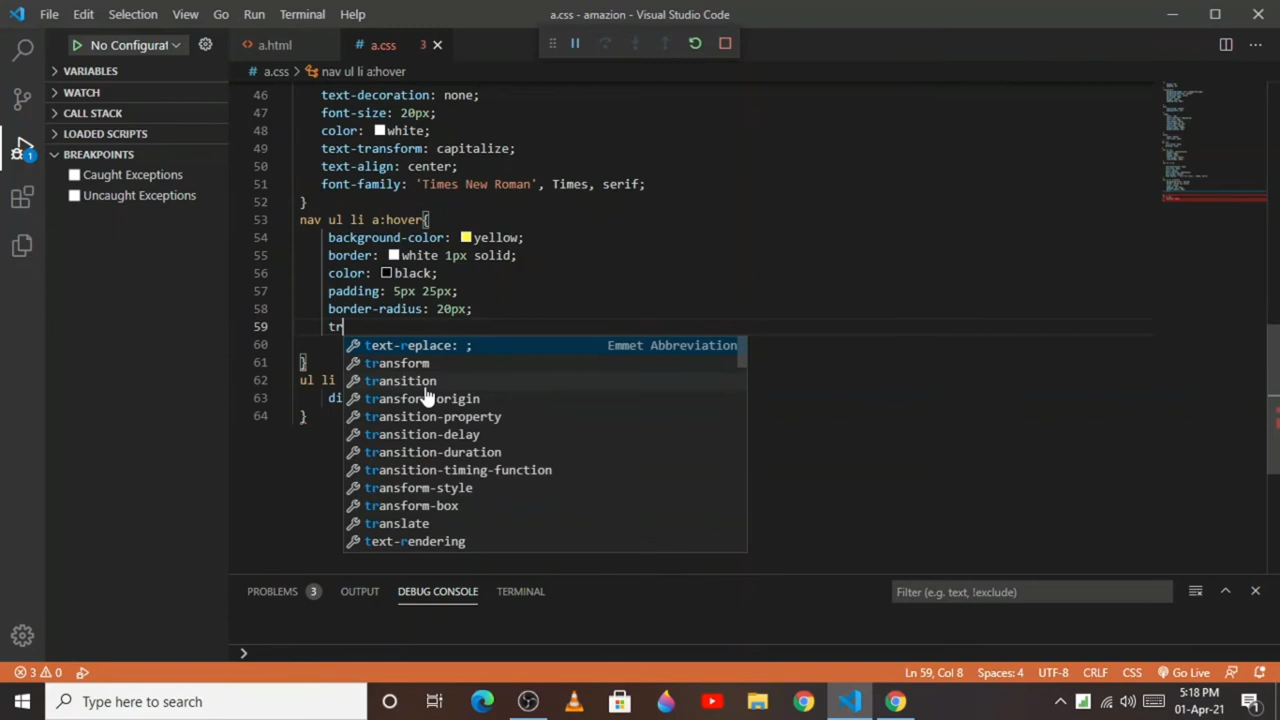 File Edit Selection View Go Run Terminal Help a.css - amazion - Visual Studio Code
No Configurat a.html # a.css 3
# a.css > nav ul li a:hover
VARIABLES
WATCH
CALL STACK
LOADED SCRIPTS
BREAKPOINTS
Caught Exceptions
Uncaught Exceptions
46 text-decoration: none;
47 font-size: 20px;
48 color: white;
49 text-transform: capitalize;
50 text-align: center;
51 font-family: 'Times New Roman', Times, serif;
52 }
53 nav ul li a:hover{
54 background-color: yellow;
55 border: white 1px solid;
56 color: black;
57 padding: 5px 25px;
58 border-radius: 20px;
59 tr
60 text-replace: ; Emmet Abbreviation
61 } transform
62 ul li transition
63 di transform-origin
64 } transition-property
transition-delay
transition-duration
transition-timing-function
transform-style
transform-box
translate
text-rendering
PROBLEMS 3 OUTPUT DEBUG CONSOLE TERMINAL Filter (e.g. text, !exclude)
>
3 0 Ln 59, Col 8 Spaces: 4 UTF-8 CRLF CSS Go Live
Type here to search
5:18 PM
01-Apr-21
1